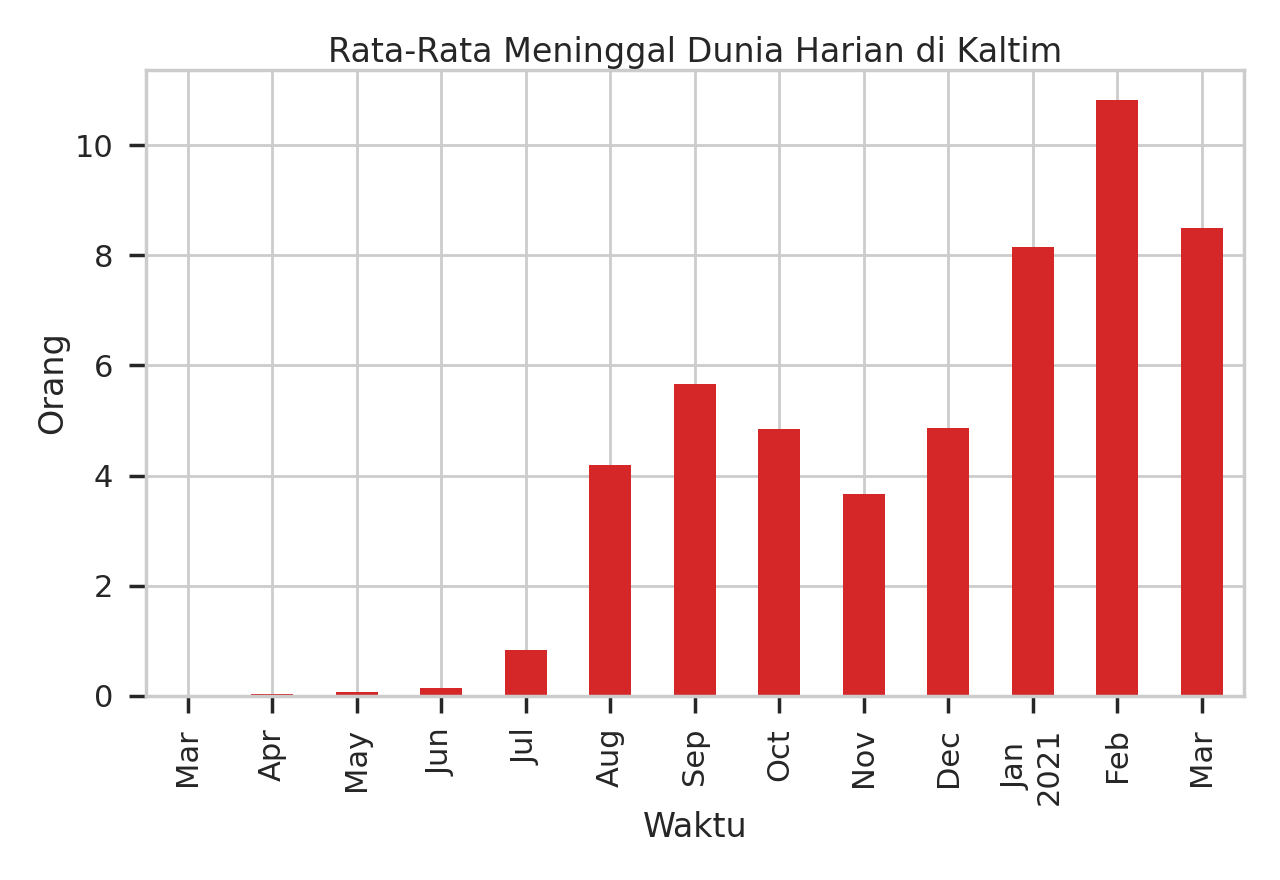 Rata-Rata Meninggal Dunia Harian di Kaltim
10
8
6
4
2
0
Orang
Mar
Apr
May
Jun
Jul
Aug
Sep
Oct
Nov
Dec
Jan
2021
Feb
Mar
Waktu